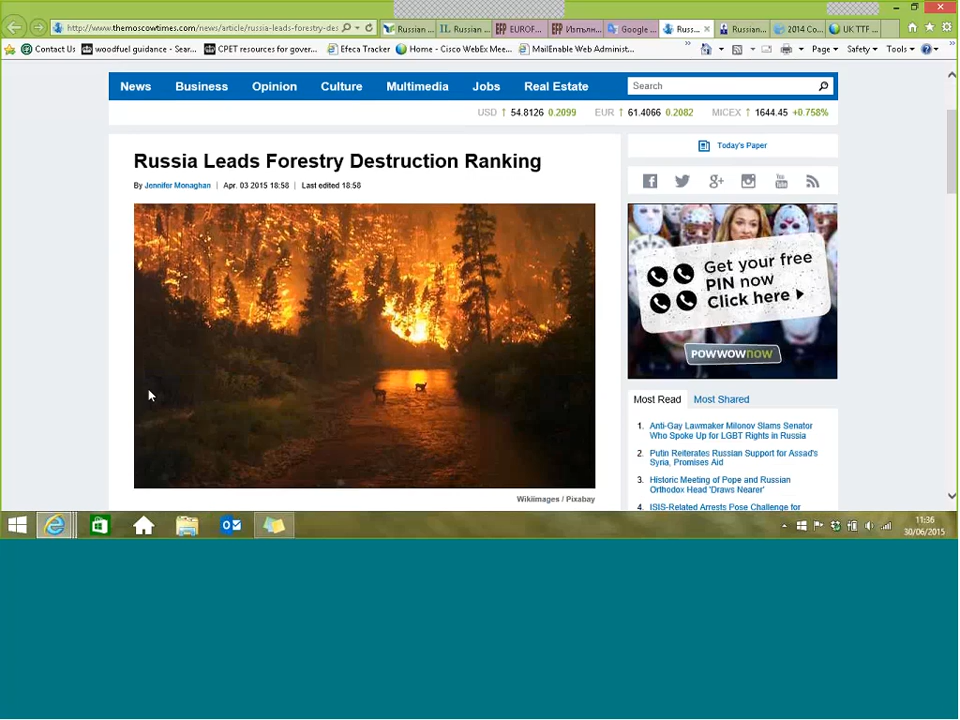 http://www.themoscowtimes.com/news/article/russia-leads-forestry-des
Russian ...
Russian ...
EUROF...
Изпълн...
Google ...
Russ...
Russian...
2014 Co...
UK TTF ...
Contact Us
woodfuel guidance - Sear...
CPET resources for gover...
Efeca Tracker
Home - Cisco WebEx Mee...
MailEnable Web Administ...
Page
Safety
Tools
News Business Opinion Culture Multimedia Jobs Real Estate Search
USD ↑ 54.8126 0.2099 EUR ↑ 61.4066 0.2082 MICEX ↑ 1644.45 +0.758%
Russia Leads Forestry Destruction Ranking
By Jennifer Monaghan | Apr. 03 2015 18:58 | Last edited 18:58
Wikiimages / Pixabay
Today's Paper
You Tube
Get your free
PIN now
Click here
POWWOWNOW
Most Read Most Shared
1. Anti-Gay Lawmaker Milonov Slams Senator
Who Spoke Up for LGBT Rights in Russia
2. Putin Reiterates Russian Support for Assad's
Syria, Promises Aid
3. Historic Meeting of Pope and Russian
Orthodox Head 'Draws Nearer'
4. ISIS-Related Arrests Pose Challenge for
11:36
30/06/2015